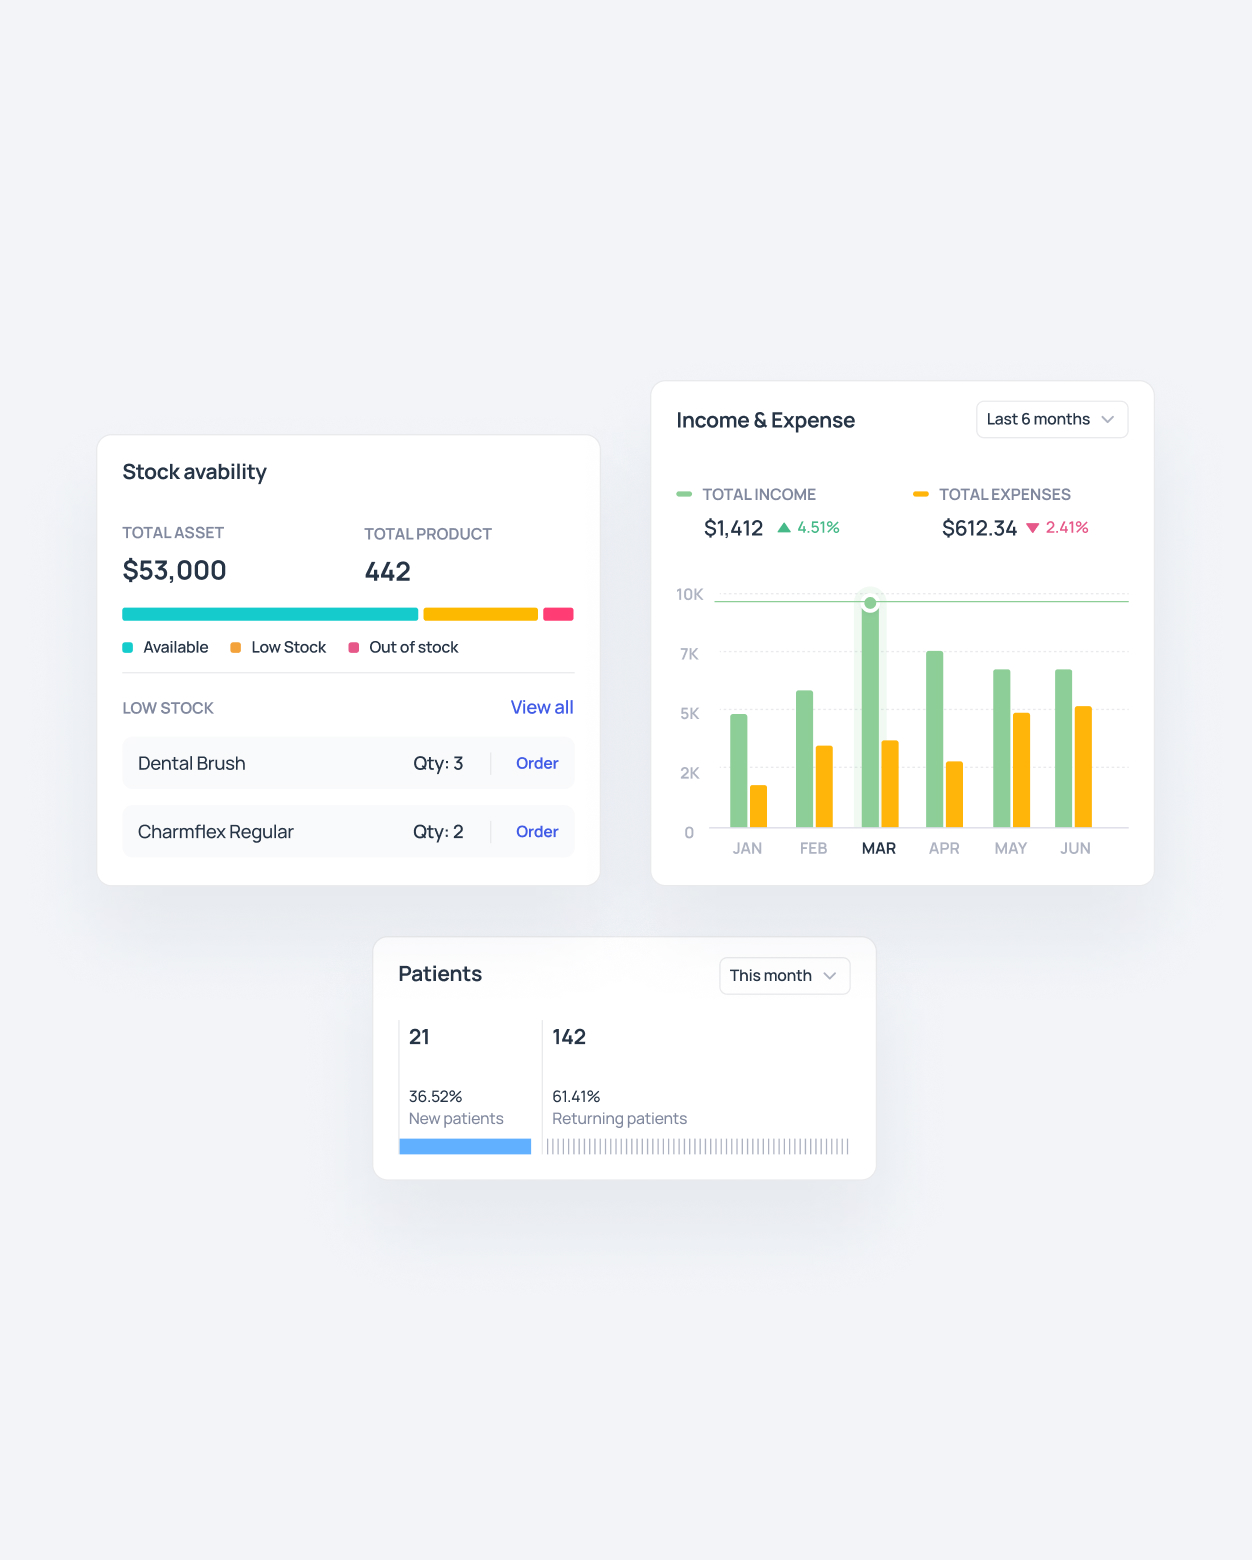 Stock avability
TOTAL ASSET
$53,000
TOTAL PRODUCT
442
Available
Low Stock
Out of stock
LOW STOCK
View all
Dental Brush
Qty: 3
Order
Charmflex Regular
Qty: 2
Order
Income & Expense
Last 6 months
TOTAL INCOME
$1,412
4.51%
TOTAL EXPENSES
$612.34
2.41%
10K
7K
5K
2K
0
JAN
FEB
MAR
APR
MAY
JUN
Patients
This month
21
36.52%
New patients
142
61.41%
Returning patients